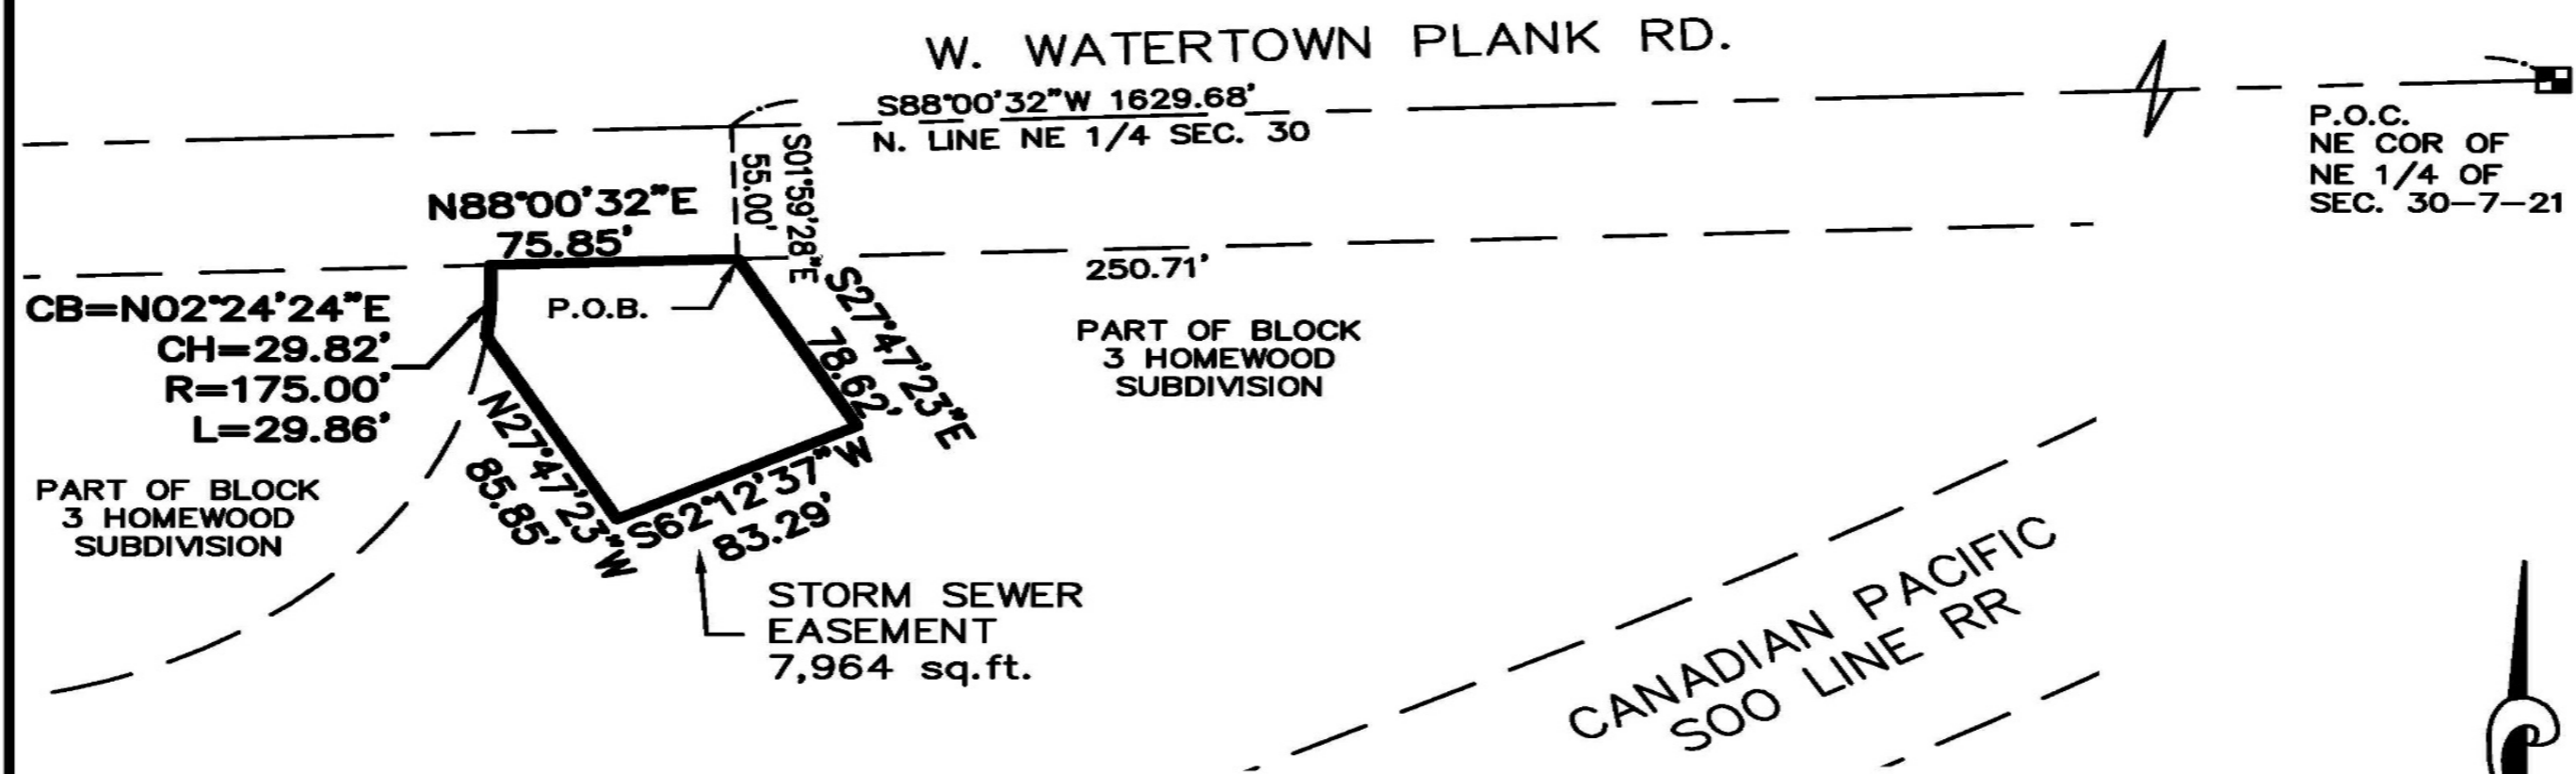 W. WATERTOWN PLANK RD.
S88°00'32"W 1629.68'
N. LINE NE 1/4 SEC. 30
P.O.C.
NE COR OF
NE 1/4 OF
SEC. 30-7-21
S01°59'28"E
55.00'
N88°00'32"E
75.85'
250.71'
P.O.B.
CB=N02°24'24"E
CH=29.82'
R=175.00'
L=29.86'
S27°47'23"E
78.62'
PART OF BLOCK
3 HOMEWOOD
SUBDIVISION
N27°47'23"W
85.85'
S62°12'37"W
83.29'
PART OF BLOCK
3 HOMEWOOD
SUBDIVISION
STORM SEWER
EASEMENT
7,964 sq.ft.
CANADIAN PACIFIC
SOO LINE RR